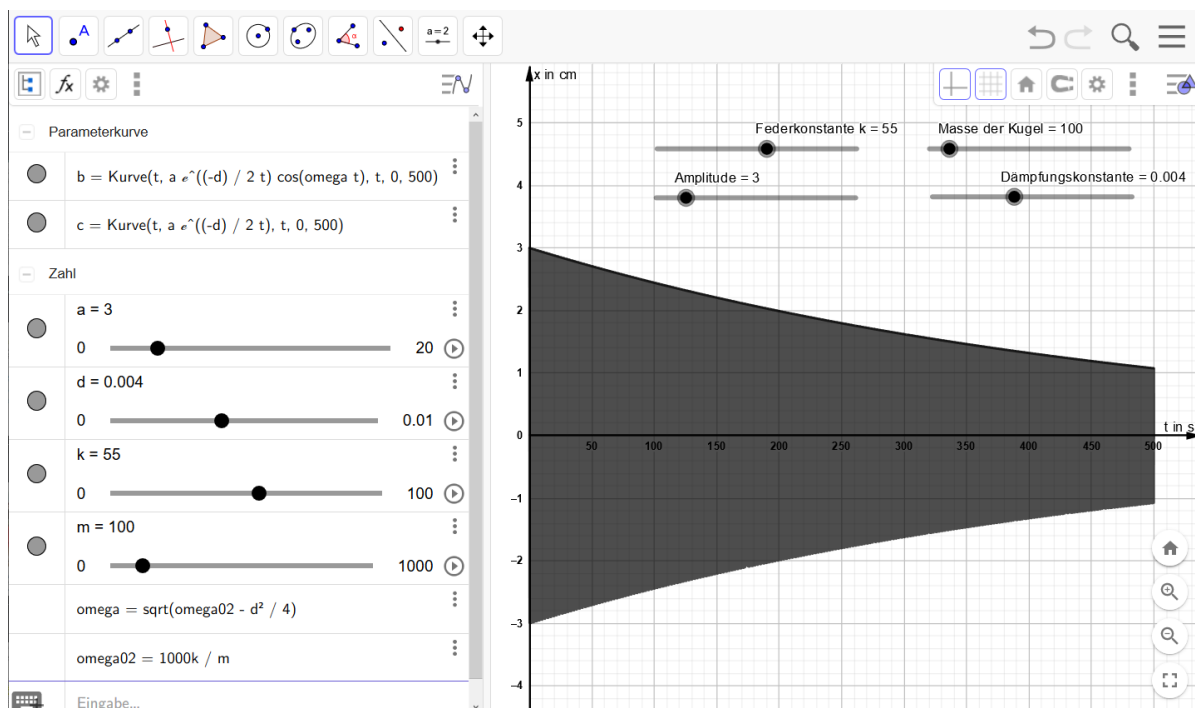 A
α
a = 2
fx
Parameterkurve
b = Kurve(t, a e^((-d) / 2 t) cos(omega t), t, 0, 500)
c = Kurve(t, a e^((-d) / 2 t), t, 0, 500)
Zahl
a = 3
0 20
d = 0.004
0 0.01
k = 55
0 100
m = 100
0 1000
omega = sqrt(omega02 - d² / 4)
omega02 = 1000k / m
Eingabe...
x in cm
Federkonstante k = 55
Masse der Kugel = 100
Amplitude = 3
Dämpfungskonstante = 0.004
5
4
3
2
1
0
–1
–2
–3
–4
50 100 150 200 250 300 350 400 450 500
t in s